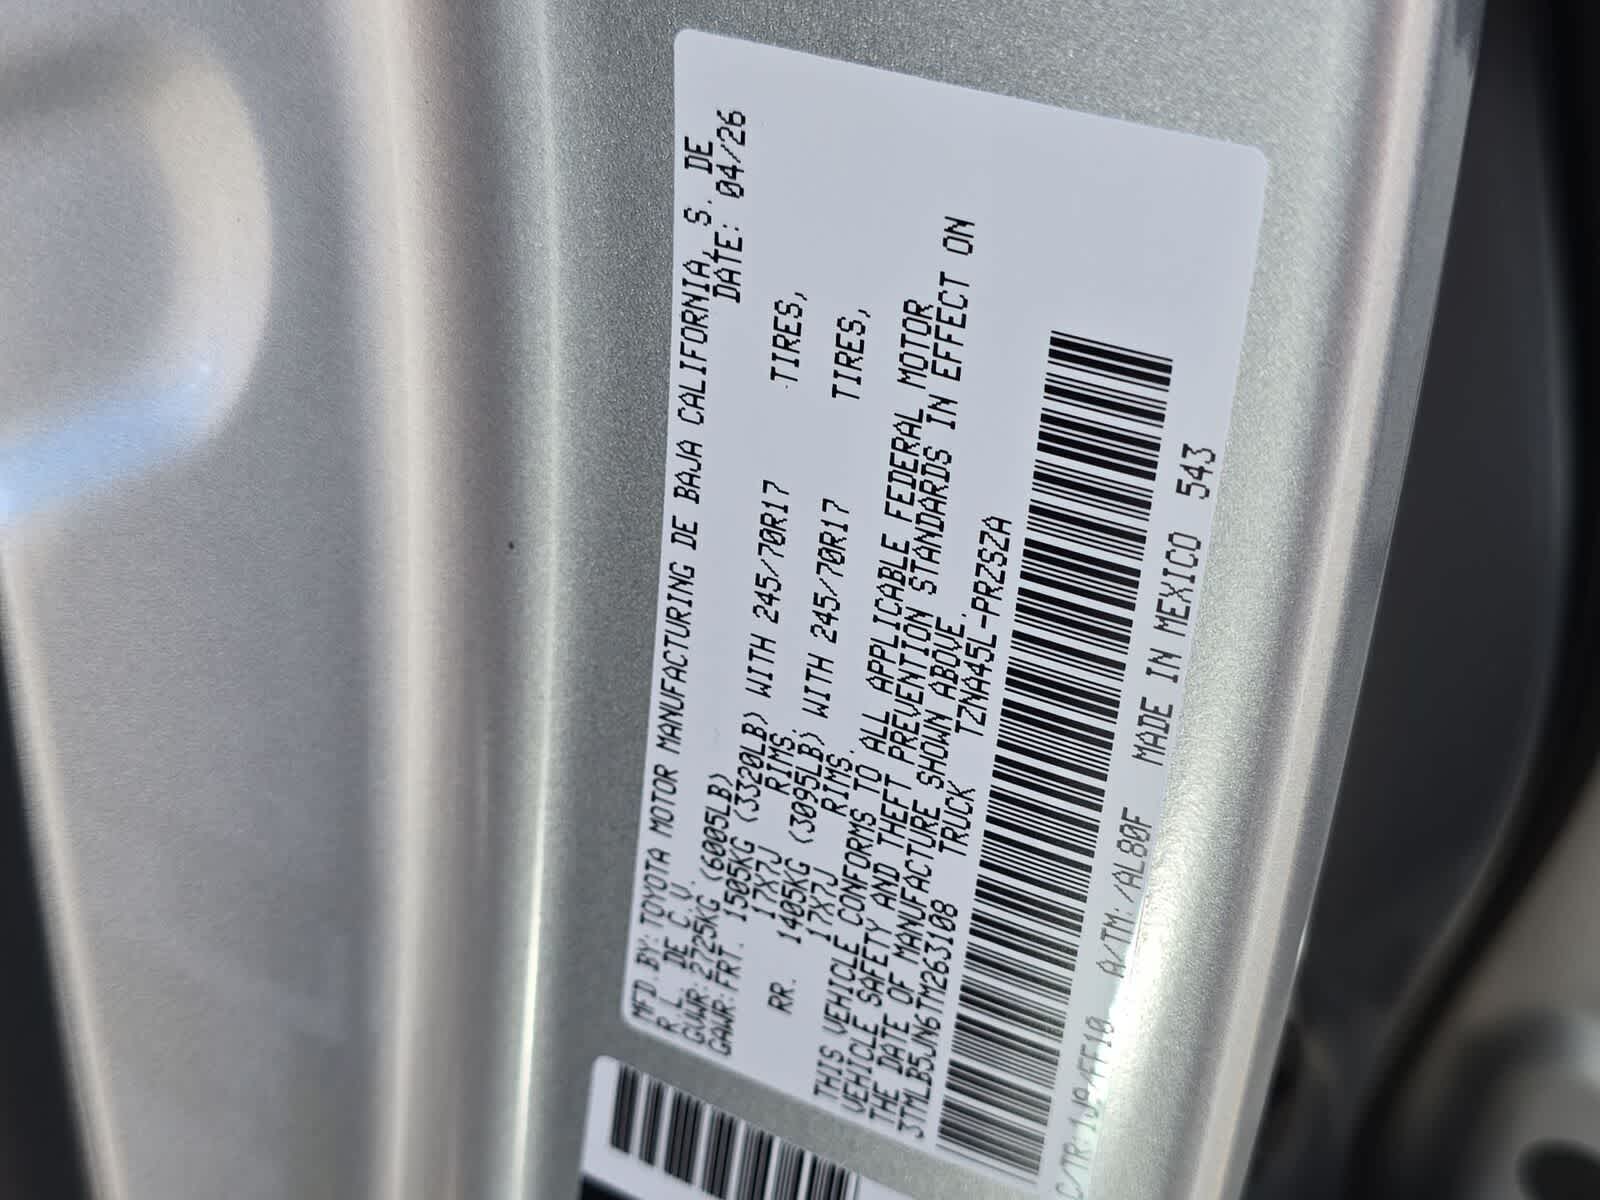 MFD.BY:TOYOTA MOTOR MANUFACTURING DE BAJA CALIFORNIA, S. DE
R.L. DE C.V. DATE: 04/26
GVWR:2725KG (6005LB)
GAWR:FRT. 1505KG (3320LB) WITH 245/70R17 TIRES,
17X7J RIMS.
RR. 1405KG (3095LB) WITH 245/70R17 TIRES,
17X7J RIMS.
THIS VEHICLE CONFORMS TO ALL APPLICABLE FEDERAL MOTOR
VEHICLE SAFETY AND THEFT PREVENTION STANDARDS IN EFFECT ON
THE DATE OF MANUFACTURE SHOWN ABOVE.
3TMLB5JN6TM263108 TRUCK TZNA45L-PRZSZA
C/TR:1J9/FF10 A/TM: /AL80F MADE IN MEXICO 543